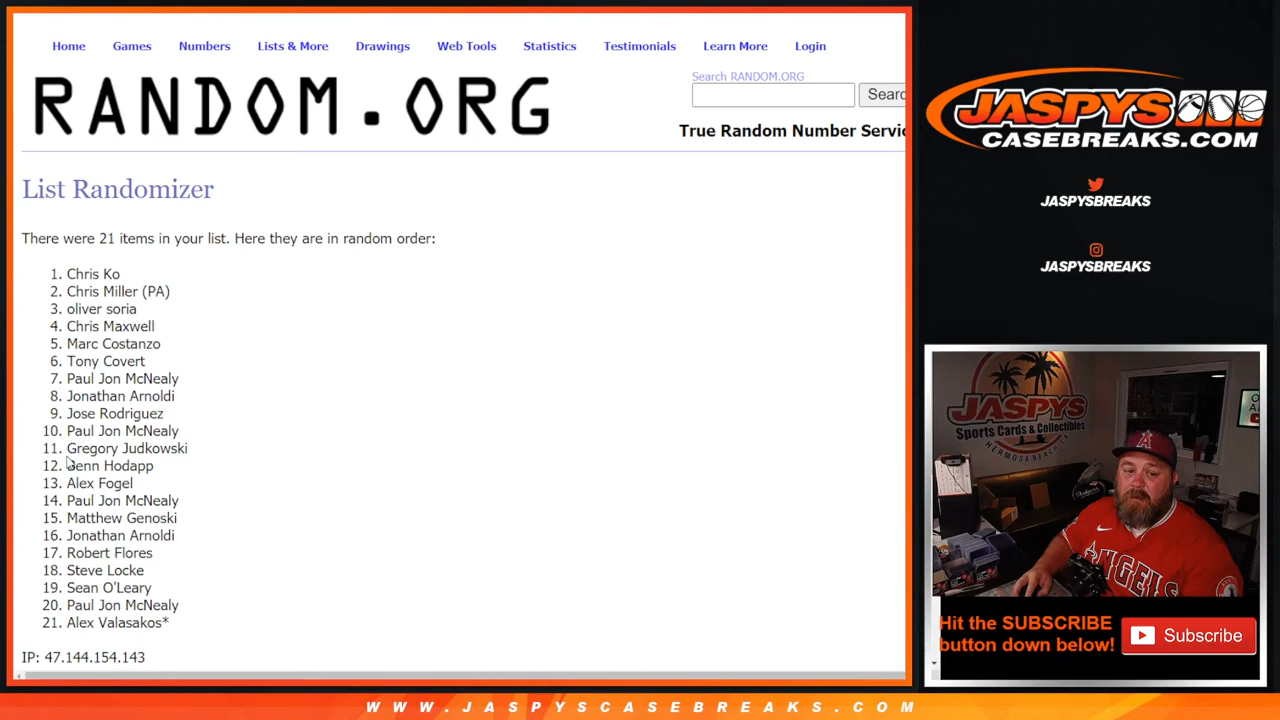 Home Games Numbers Lists & More Drawings Web Tools Statistics Testimonials Learn More Login
RANDOM.ORG
Search RANDOM.ORG
Searc
True Random Number Servic
List Randomizer
There were 21 items in your list. Here they are in random order:
1. Chris Ko
2. Chris Miller (PA)
3. oliver soria
4. Chris Maxwell
5. Marc Costanzo
6. Tony Covert
7. Paul Jon McNealy
8. Jonathan Arnoldi
9. Jose Rodriguez
10. Paul Jon McNealy
11. Gregory Judkowski
12. Jenn Hodapp
13. Alex Fogel
14. Paul Jon McNealy
15. Matthew Genoski
16. Jonathan Arnoldi
17. Robert Flores
18. Steve Locke
19. Sean O'Leary
20. Paul Jon McNealy
21. Alex Valasakos*
IP: 47.144.154.143
JASPYS
CASEBREAKS.COM
JASPYSBREAKS
JASPYSBREAKS
JASPYS
Sports Cards & Collectibles
HERMOSA BEACH
A
ANGELS
Hit the SUBSCRIBE
button down below!
Subscribe
WWW.JASPYSCASEBREAKS.COM